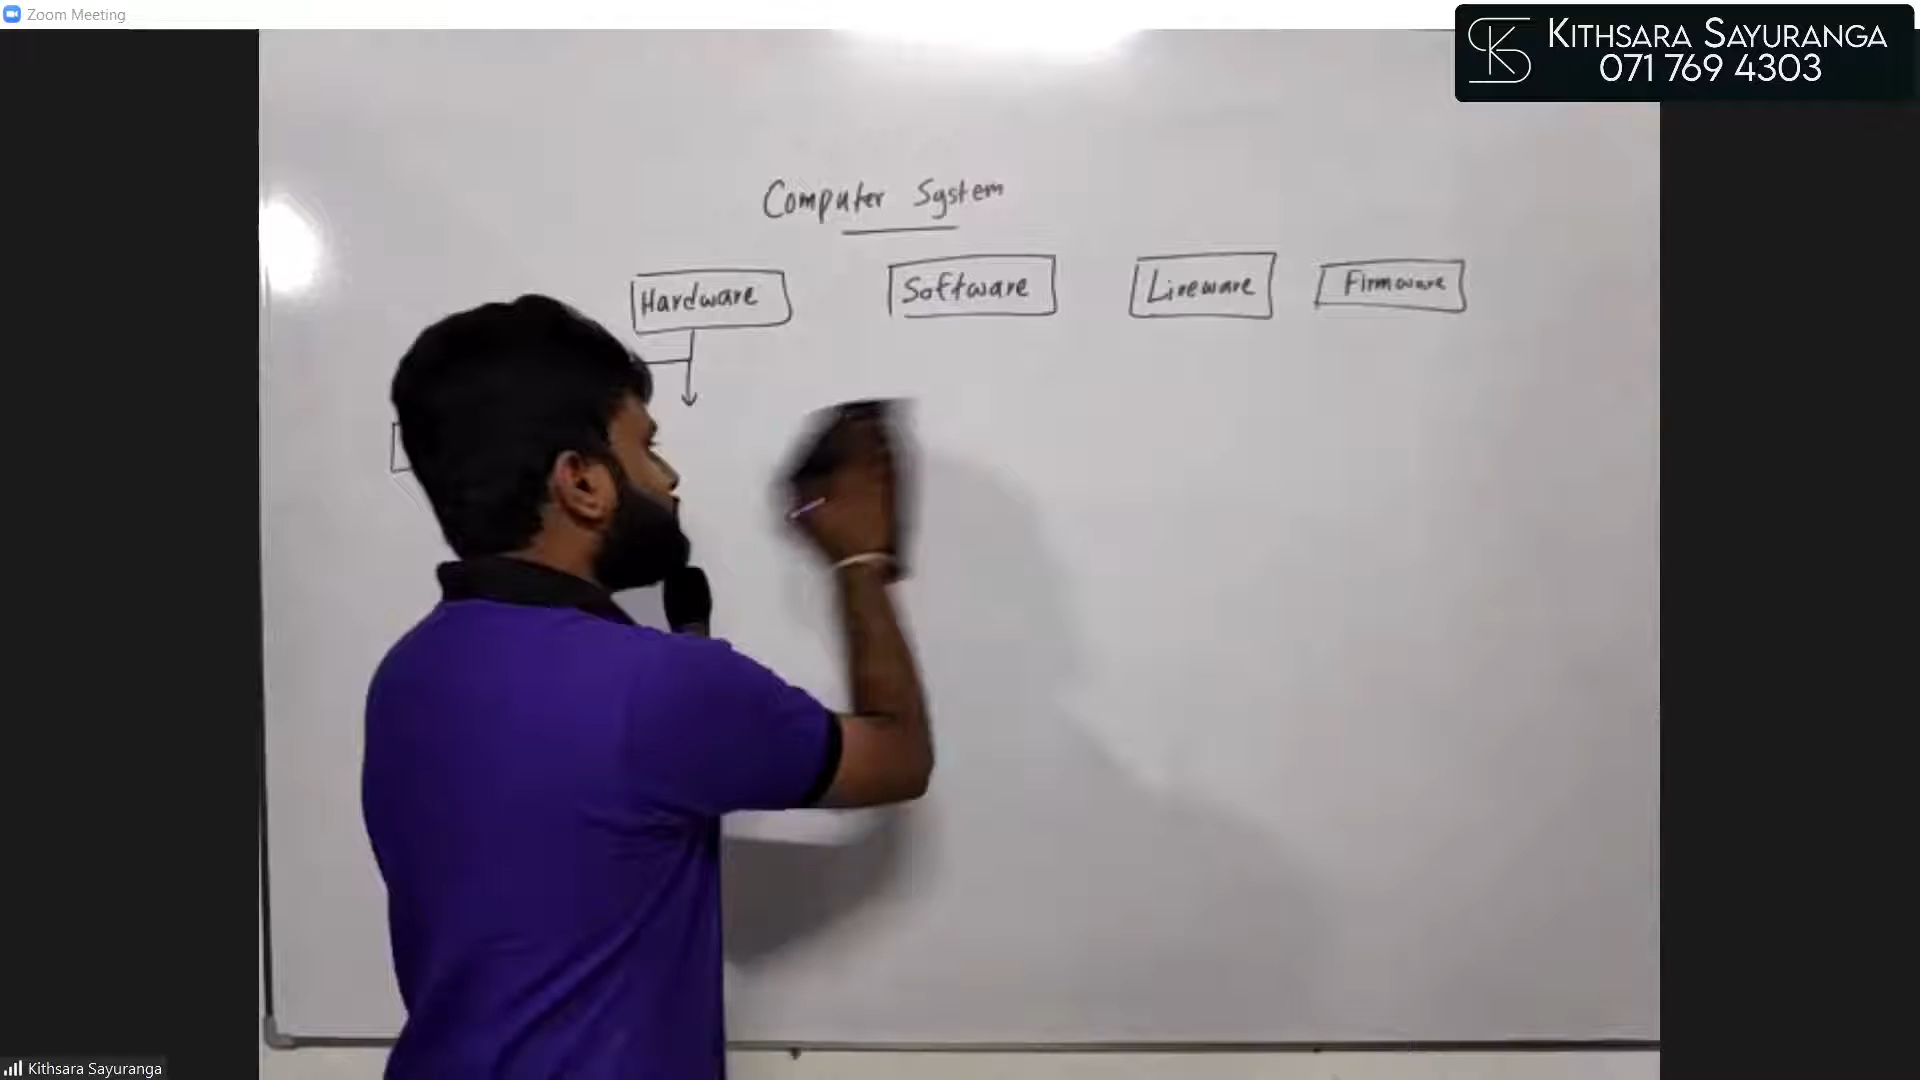 Zoom Meeting
KITHSARA SAYURANGA
071 769 4303
Computer System
Hardware
Software
Liveware
Firmware
Kithsara Sayuranga